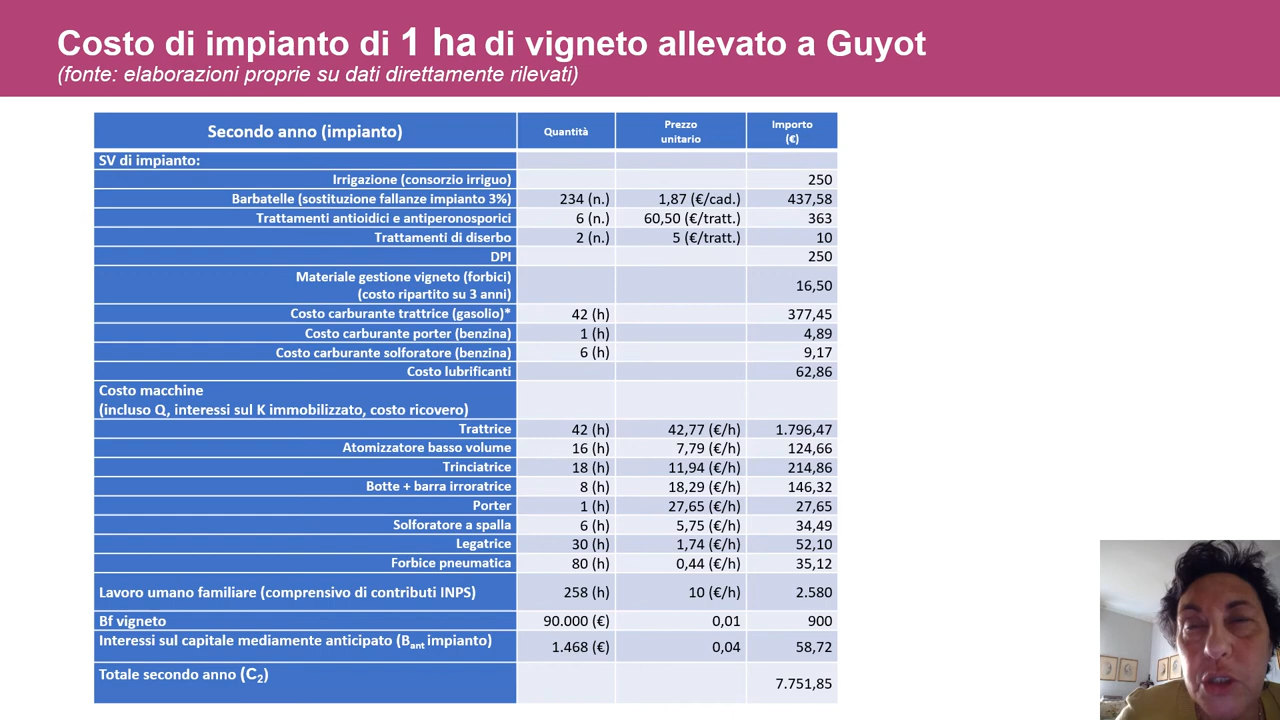 Costo di impianto di 1 ha di vigneto allevato a Guyot
(fonte: elaborazioni proprie su dati direttamente rilevati)
Secondo anno (impianto) Quantità Prezzo unitario Importo (€)
SV di impianto:
Irrigazione (consorzio irriguo) 250
Barbatelle (sostituzione fallanze impianto 3%) 234 (n.) 1,87 (€/cad.) 437,58
Trattamenti antioidici e antiperonosporici 6 (n.) 60,50 (€/tratt.) 363
Trattamenti di diserbo 2 (n.) 5 (€/tratt.) 10
DPI 250
Materiale gestione vigneto (forbici)
(costo ripartito su 3 anni) 16,50
Costo carburante trattrice (gasolio)* 42 (h) 377,45
Costo carburante porter (benzina) 1 (h) 4,89
Costo carburante solforatore (benzina) 6 (h) 9,17
Costo lubrificanti 62,86
Costo macchine
(incluso Q, interessi sul K immobilizzato, costo ricovero)
Trattrice 42 (h) 42,77 (€/h) 1.796,47
Atomizzatore basso volume 16 (h) 7,79 (€/h) 124,66
Trinciatrice 18 (h) 11,94 (€/h) 214,86
Botte + barra irroratrice 8 (h) 18,29 (€/h) 146,32
Porter 1 (h) 27,65 (€/h) 27,65
Solforatore a spalla 6 (h) 5,75 (€/h) 34,49
Legatrice 30 (h) 1,74 (€/h) 52,10
Forbice pneumatica 80 (h) 0,44 (€/h) 35,12
Lavoro umano familiare (comprensivo di contributi INPS) 258 (h) 10 (€/h) 2.580
Bf vigneto 90.000 (€) 0,01 900
Interessi sul capitale mediamente anticipato (Bant impianto) 1.468 (€) 0,04 58,72
Totale secondo anno (C2) 7.751,85